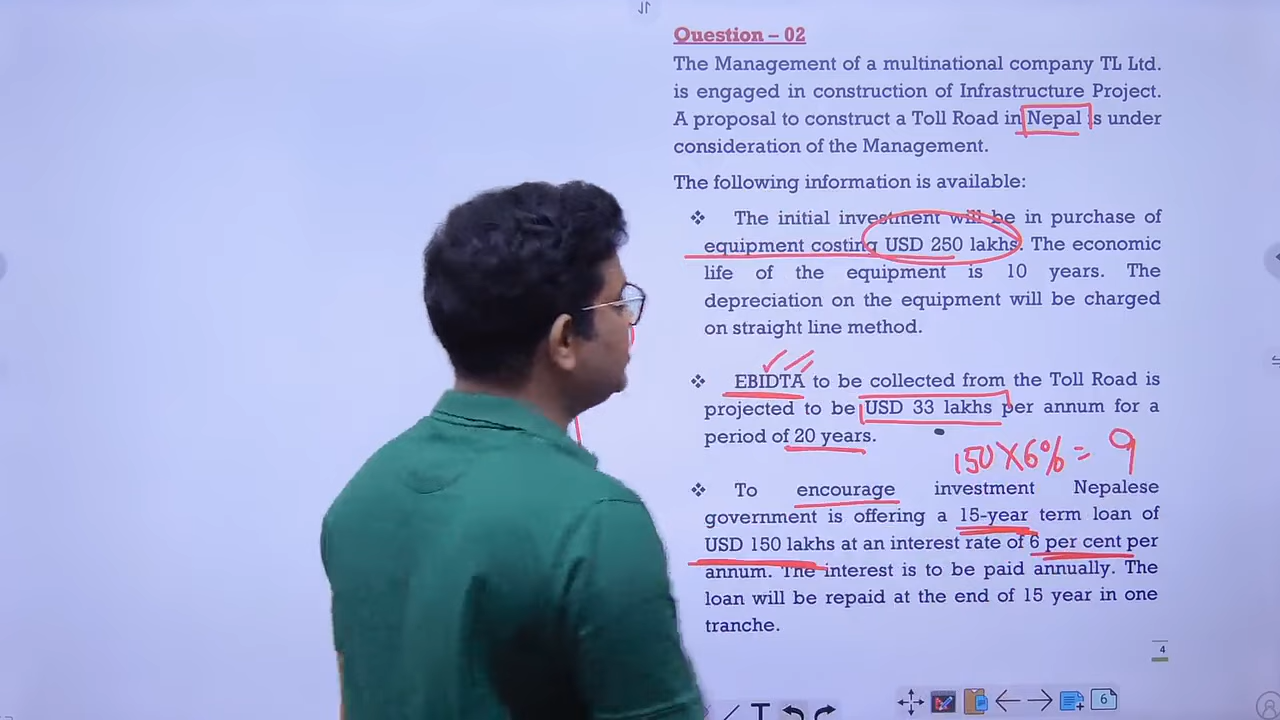 Question – 02
The Management of a multinational company TL Ltd.
is engaged in construction of Infrastructure Project.
A proposal to construct a Toll Road in Nepal is under
consideration of the Management.
The following information is available:
❖ The initial investment will be in purchase of
equipment costing USD 250 lakhs. The economic
life of the equipment is 10 years. The
depreciation on the equipment will be charged
on straight line method.
❖ EBIDTA to be collected from the Toll Road is
projected to be USD 33 lakhs per annum for a
period of 20 years.
150 X 6% = 9
❖ To encourage investment Nepalese
government is offering a 15-year term loan of
USD 150 lakhs at an interest rate of 6 per cent per
annum. The interest is to be paid annually. The
loan will be repaid at the end of 15 year in one
tranche.
4
T 6